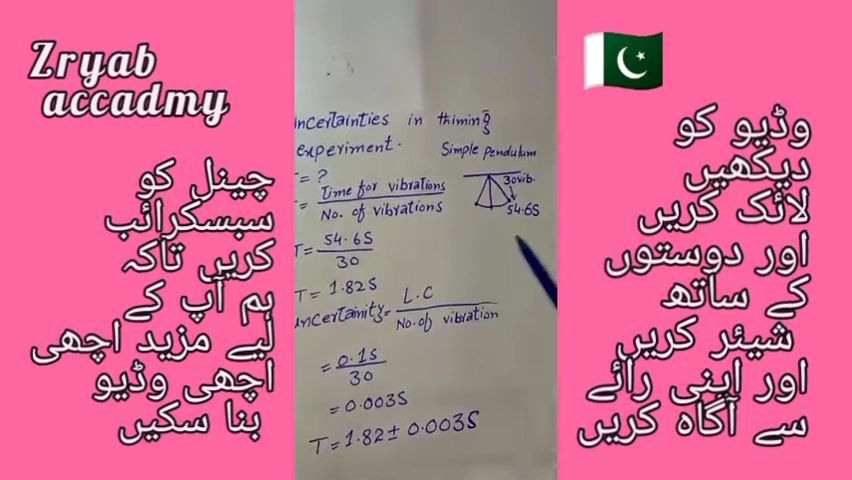 Zryab
accadmy
چینل کو
سبسکرائب
کریں تاکہ
ہم آپ کے
لیے مزید اچھی
اچھی وڈیو
بنا سکیں
ncertainties in thiming
experiment.
Simple pendulum
= ?
30vib.
54.6S
= Time for vibrations
No. of vibrations
T = 54.6S
30
T = 1.82S
uncertainity = L.C
No. of vibration
= 0.1s
30
= 0.003S
T = 1.82 ± 0.003S
وڈیو کو
دیکھیں
لائک کریں
اور دوستوں
کے ساتھ
شیئر کریں
اور اپنی رائے
سے آگاہ کریں